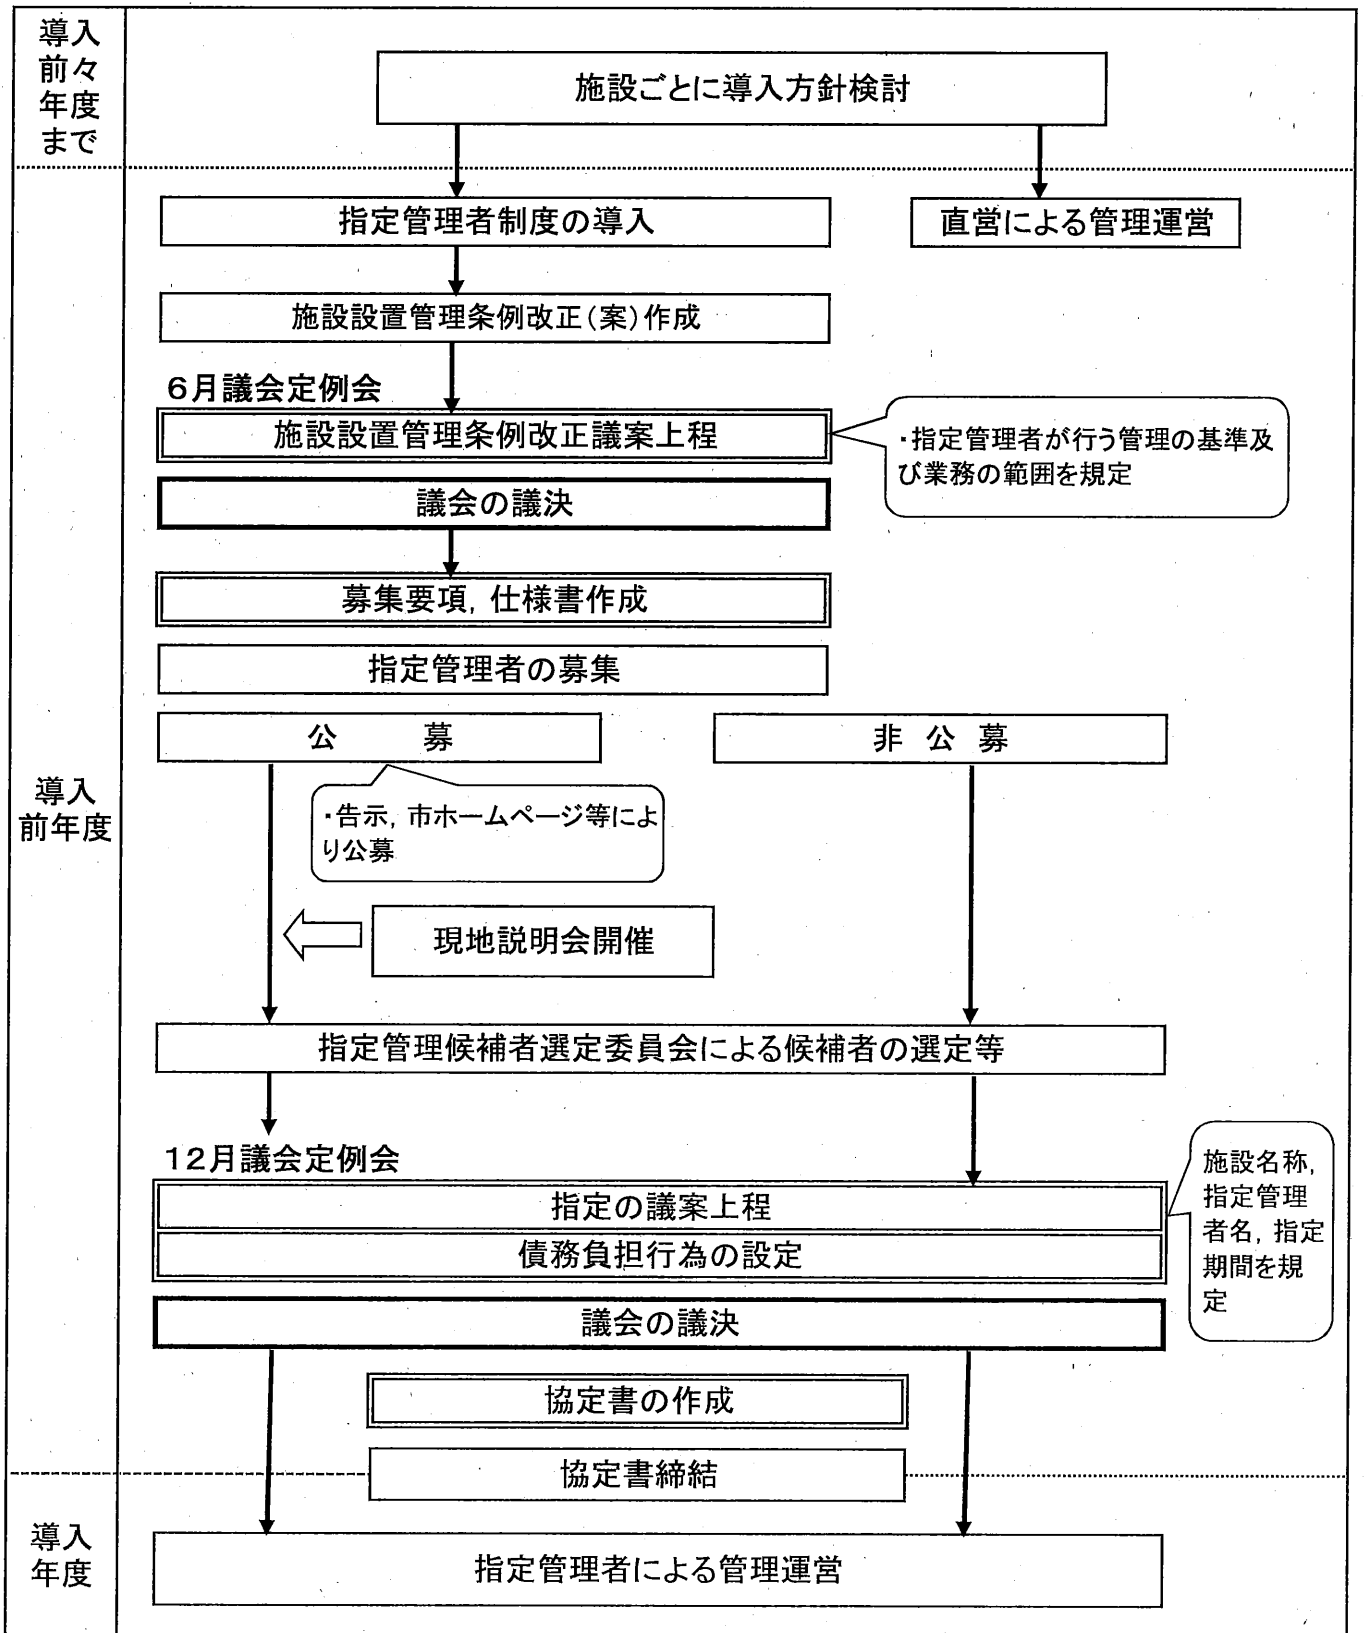 導入
前々
年度
まで
施設ごとに導入方針検討
指定管理者制度の導入
直営による管理運営
施設設置管理条例改正(案)作成
6月議会定例会
施設設置管理条例改正議案上程
・指定管理者が行う管理の基準及
び業務の範囲を規定
議会の議決
募集要項,仕様書作成
指定管理者の募集
公 募
非 公 募
導入
前年度
・告示,市ホームページ等によ
り公募
現地説明会開催
指定管理候補者選定委員会による候補者の選定等
12月議会定例会
指定の議案上程
債務負担行為の設定
施設名称,
指定管理
者名,指定
期間を規
定
議会の議決
協定書の作成
協定書締結
導入
年度
指定管理者による管理運営